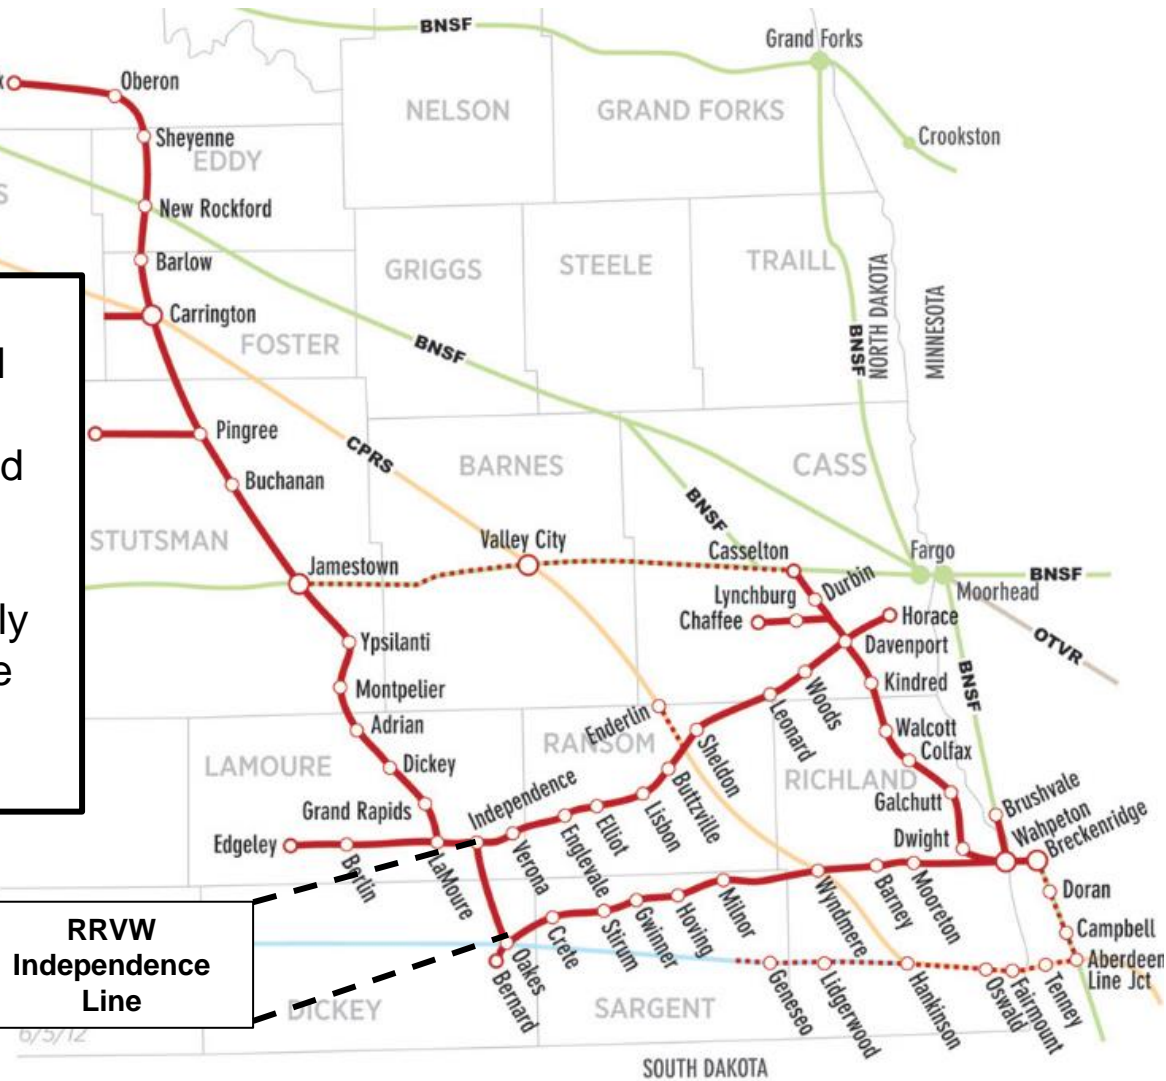 BNSF
Grand Forks
Oberon
NELSON
GRAND FORKS
Crookston
Sheyenne
EDDY
New Rockford
Barlow
GRIGGS
STEELE
TRAILL
NORTH DAKOTA
MINNESOTA
Carrington
FOSTER
BNSF
BNSF
Pingree
CPRS
BARNES
CASS
Buchanan
BNSF
STUTSMAN
Valley City
Casselton
Fargo
Jamestown
BNSF
Moorhead
Lynchburg
Durbin
Chaffee
Horace
OTVR
Ypsilanti
Davenport
BNSF
Montpelier
Woods
Kindred
Leonard
Enderlin
Adrian
RANSOM
Sheldon
Walcott
Colfax
LAMOURE
Dickey
Buttzville
RICHLAND
Galchutt
Brushvale
Grand Rapids
Independence
Lisbon
Elliot
Englevale
Verona
Dwight
Wahpeton
Breckenridge
Edgeley
Berlin
LaMoure
Milnor
Hoving
Gwinner
Stirum
Crete
Wyndmere
Barney
Mooreton
Doran
Campbell
RRVW
Independence
Line
Oakes
Bernard
Aberdeen
Line Jct
Geneseo
Lidgerwood
Hankinson
Oswald
Fairmount
Tenney
DICKEY
SARGENT
6/5/12
SOUTH DAKOTA